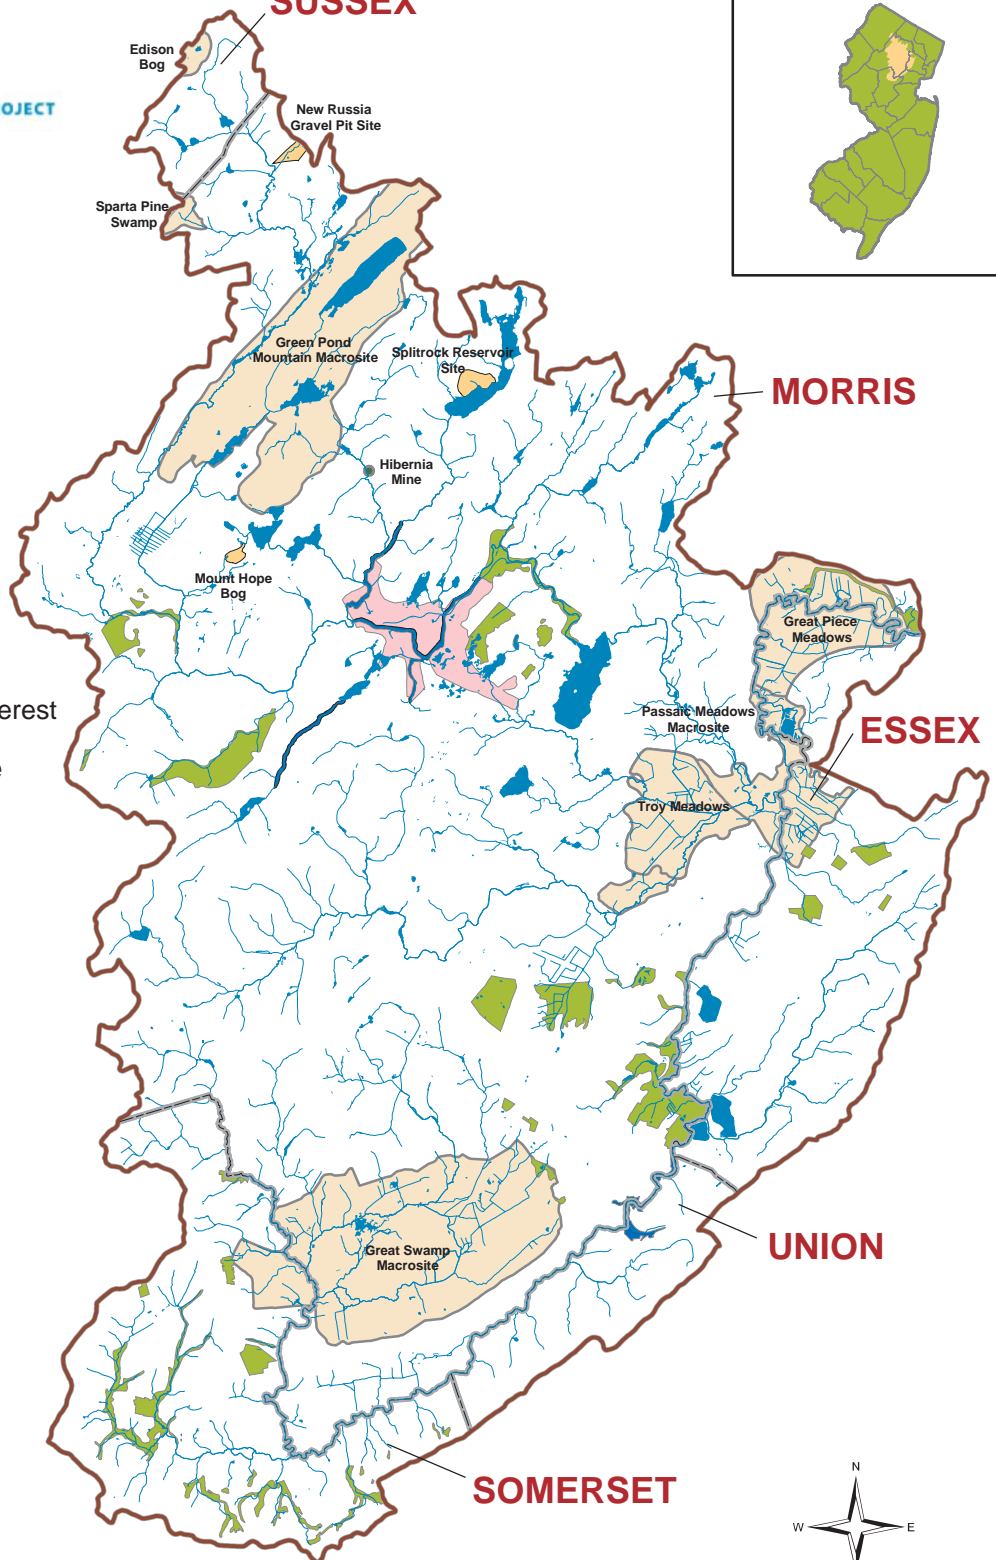 SUSSEX
Edison
Bog
OJECT
New Russia
Gravel Pit Site
Sparta Pine
Swamp
Green Pond
Mountain Macrosite
Splitrock Reservoir
Site
MORRIS
Hibernia
Mine
Mount Hope
Bog
Great Piece
Meadows
erest
Passaic Meadows
Macrosite
ESSEX
e
Troy Meadows
UNION
Great Swamp
Macrosite
SOMERSET
N
W
E